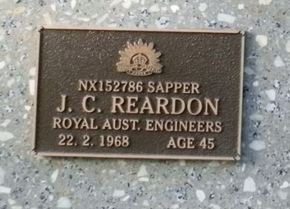 NX152786 SAPPER
J. C. REARDON
ROYAL AUST. ENGINEERS
22. 2. 1968 AGE 45